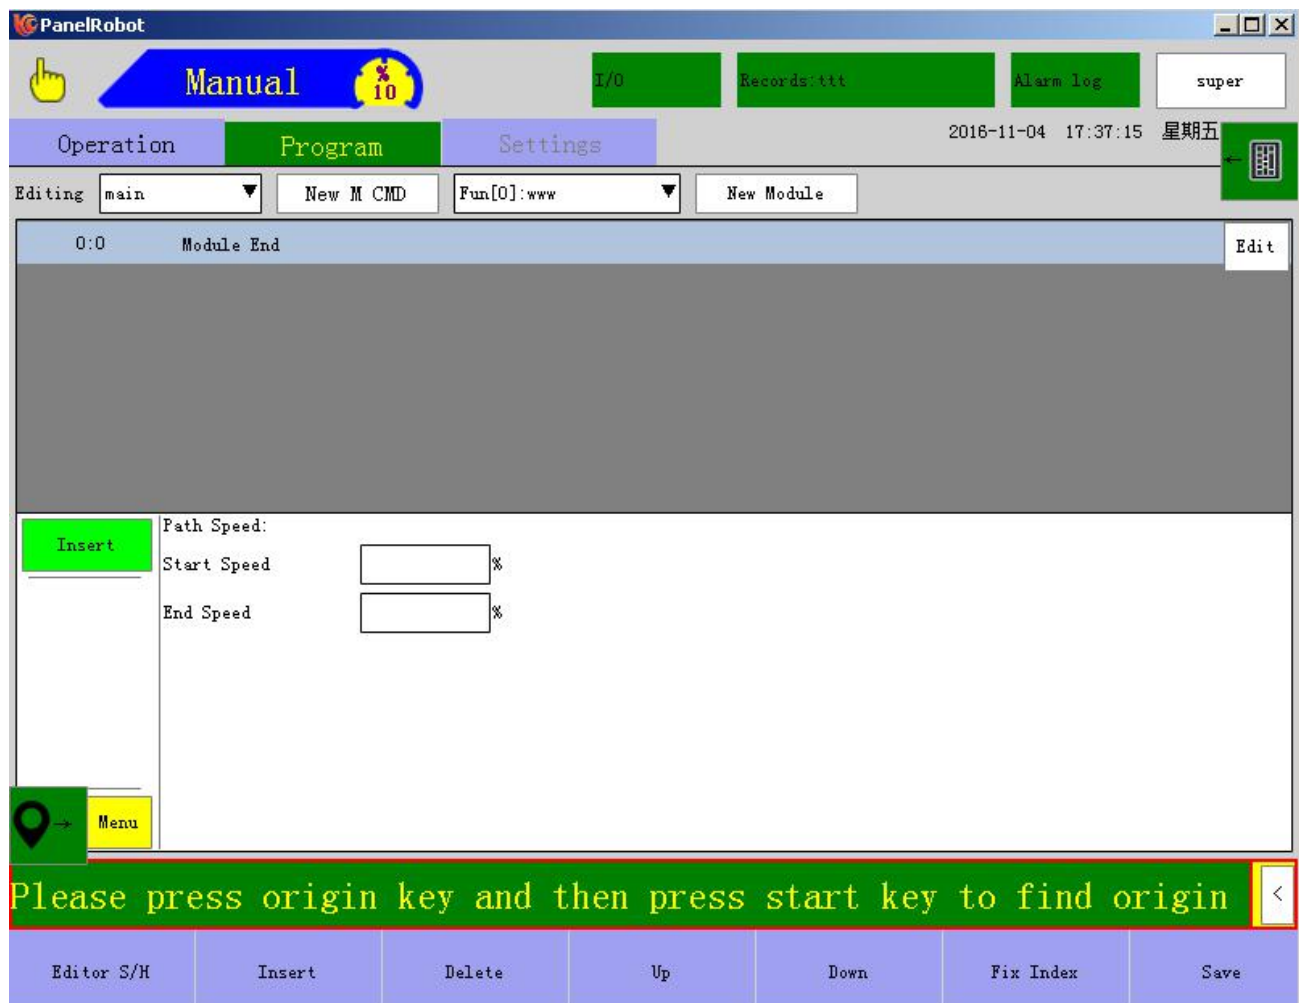 PanelRobot
Manual
%
10
I/O
Records:ttt
Alarm log
super
Operation
Program
Settings
2016-11-04 17:37:15 星期五
Editing
main
New M CMD
Fun[0]:www
New Module
0:0 Module End
Edit
Insert
Path Speed:
Start Speed %
End Speed %
Menu
Please press origin key and then press start key to find origin
<
Editor S/H
Insert
Delete
Up
Down
Fix Index
Save